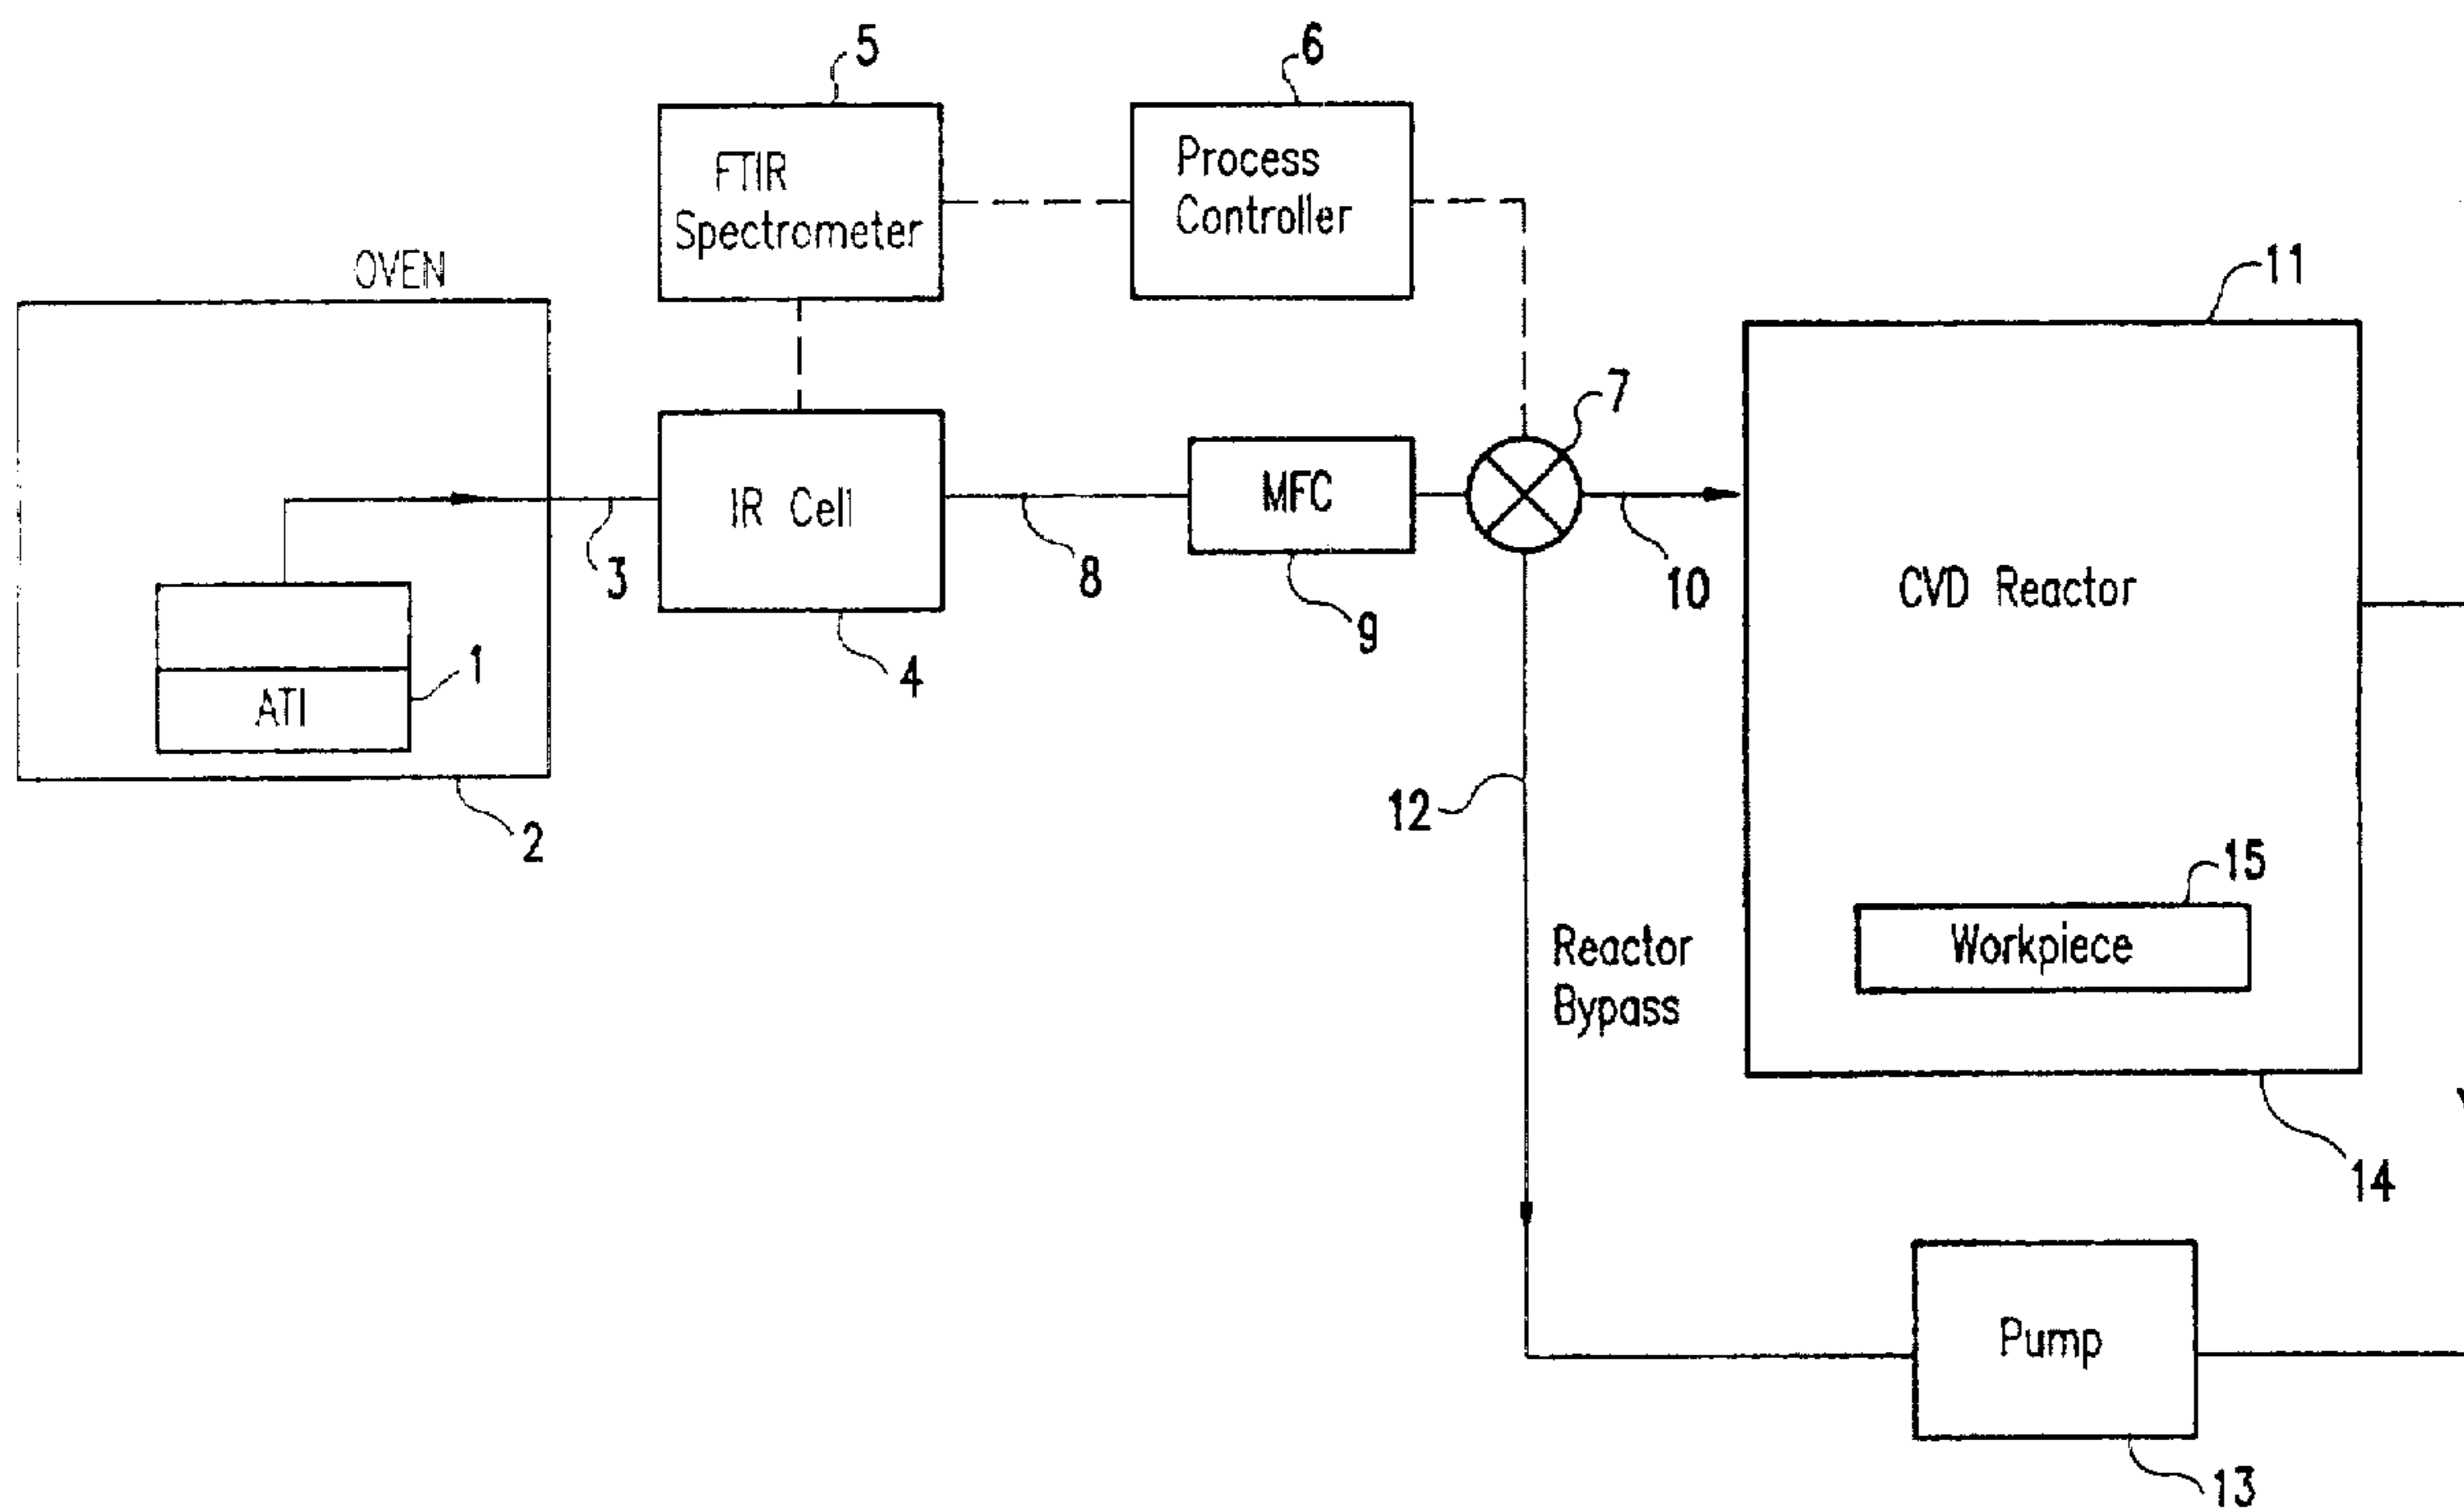 5
6
FTIR
Spectrometer
Process
Controller
OVEN
11
7
IR Cell
MFC
3
8
10
CVD Reactor
9
1
4
ATI
12
2
15
Workpiece
Reactor
Bypass
14
Pump
13